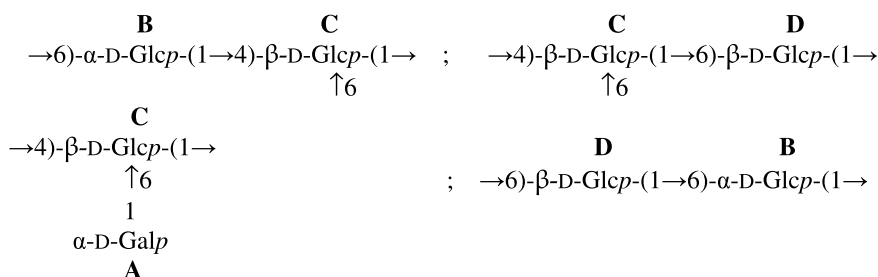 B C
→6)-α-D-Glcp-(1→4)-β-D-Glcp-(1→ ;
↑6
C D
→4)-β-D-Glcp-(1→6)-β-D-Glcp-(1→
↑6
C
→4)-β-D-Glcp-(1→
↑6
1
α-D-Galp
A
D B
; →6)-β-D-Glcp-(1→6)-α-D-Glcp-(1→